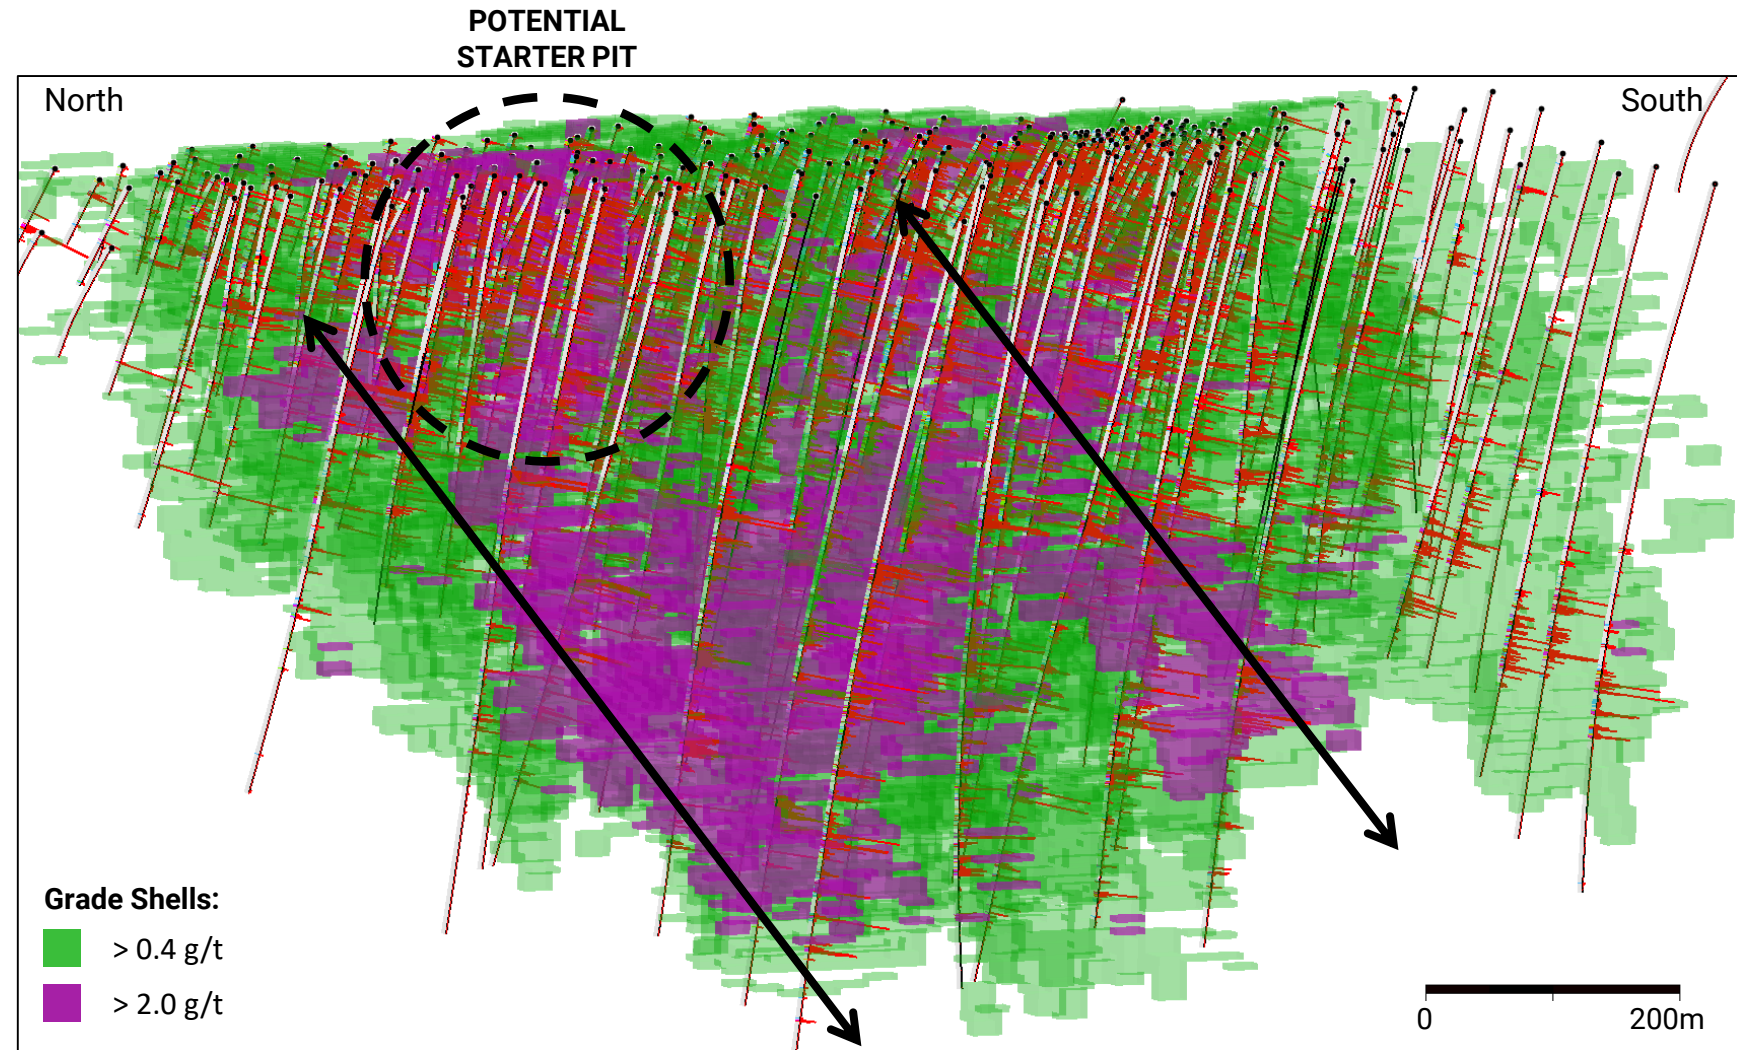 POTENTIAL
STARTER PIT
North
South
Grade Shells:
> 0.4 g/t
> 2.0 g/t
0
200m